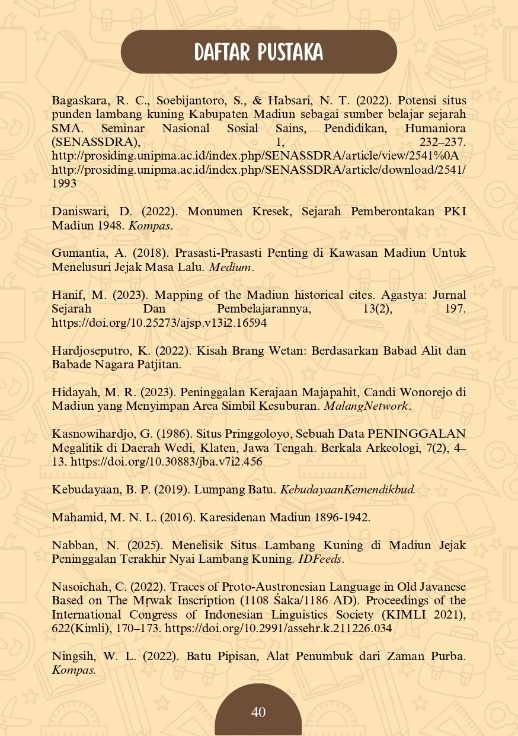 DAFTAR PUSTAKA
Bagaskara, R. C., Soebijantoro, S., & Habsari, N. T. (2022). Potensi situs
punden lambang kuning Kabupaten Madiun sebagai sumber belajar sejarah
SMA. Seminar Nasional Sosial Sains, Pendidikan, Humaniora
(SENASSDRA), 1, 232–237.
http://prosiding.unipma.ac.id/index.php/SENASSDRA/article/view/2541%0A
http://prosiding.unipma.ac.id/index.php/SENASSDRA/article/download/2541/
1993
Daniswari, D. (2022). Monumen Kresek, Sejarah Pemberontakan PKI
Madiun 1948. Kompas.
Gumantia, A. (2018). Prasasti-Prasasti Penting di Kawasan Madiun Untuk
Menelusuri Jejak Masa Lalu. Medium.
Hanif, M. (2023). Mapping of the Madiun historical cites. Agastya: Jurnal
Sejarah Dan Pembelajarannya, 13(2), 197.
https://doi.org/10.25273/ajsp.v13i2.16594
Hardjoseputro, K. (2022). Kisah Brang Wetan: Berdasarkan Babad Alit dan
Babade Nagara Patjitan.
Hidayah, M. R. (2023). Peninggalan Kerajaan Majapahit, Candi Wonorejo di
Madiun yang Menyimpan Area Simbil Kesuburan. MalangNetwork.
Kasnowihardjo, G. (1986). Situs Pringgoloyo, Sebuah Data PENINGGALAN
Megalitik di Daerah Wedi, Klaten, Jawa Tengah. Berkala Arkeologi, 7(2), 4–
13. https://doi.org/10.30883/jba.v7i2.456
Kebudayaan, B. P. (2019). Lumpang Batu. KebudayaanKemendikbud.
Mahamid, M. N. L. (2016). Karesidenan Madiun 1896-1942.
Nabban, N. (2025). Menelisik Situs Lambang Kuning di Madiun Jejak
Peninggalan Terakhir Nyai Lambang Kuning. IDFeeds.
Nasoichah, C. (2022). Traces of Proto-Austronesian Language in Old Javanese
Based on The Mṛwak Inscription (1108 Śaka/1186 AD). Proceedings of the
International Congress of Indonesian Linguistics Society (KIMLI 2021),
622(Kimli), 170–173. https://doi.org/10.2991/assehr.k.211226.034
Ningsih, W. L. (2022). Batu Pipisan, Alat Penumbuk dari Zaman Purba.
Kompas.
40